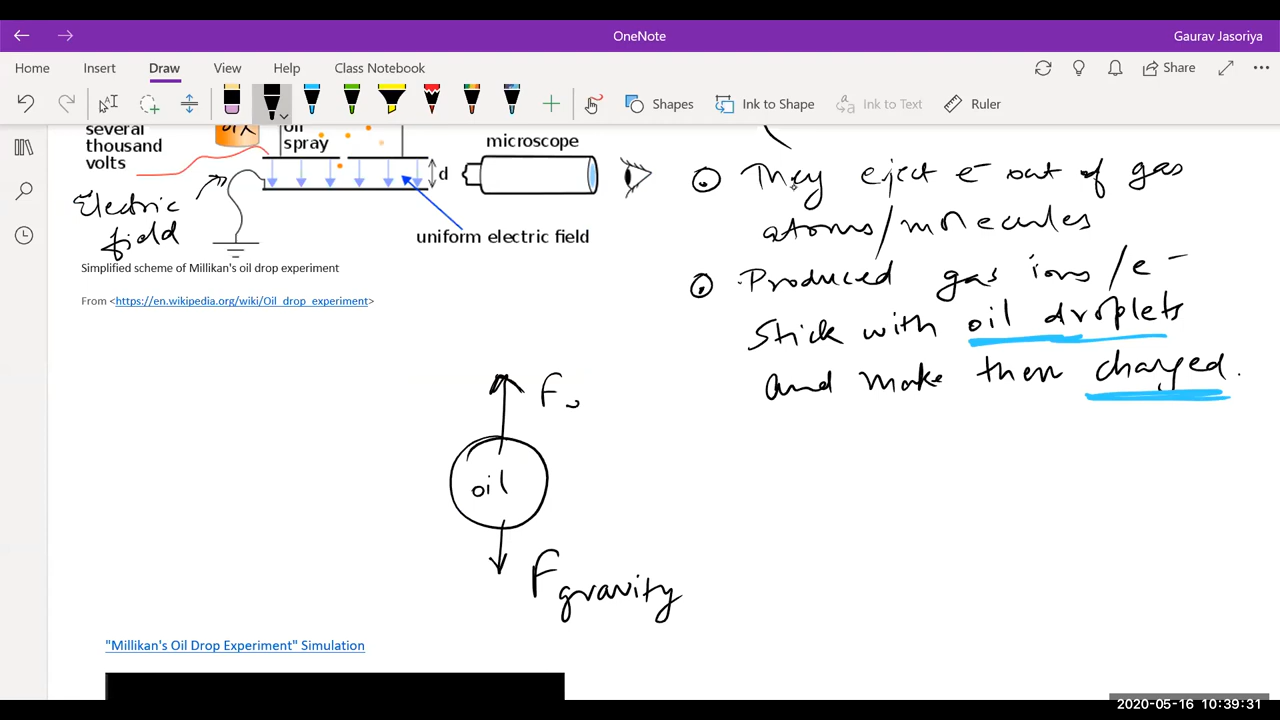 OneNote
Gaurav Jasoriya
Home Insert Draw View Help Class Notebook
Share
Shapes Ink to Shape Ink to Text Ruler
several
thousand
volts
oil
spray
microscope
d
Electric
field
uniform electric field
Simplified scheme of Millikan's oil drop experiment
From <https://en.wikipedia.org/wiki/Oil_drop_experiment>
They eject e- out of gas
atoms/molecules
Produced gas ions/e-
stick with oil droplets
and make them charged.
F
oil
Fgravity
"Millikan's Oil Drop Experiment" Simulation
2020-05-16 10:39:31